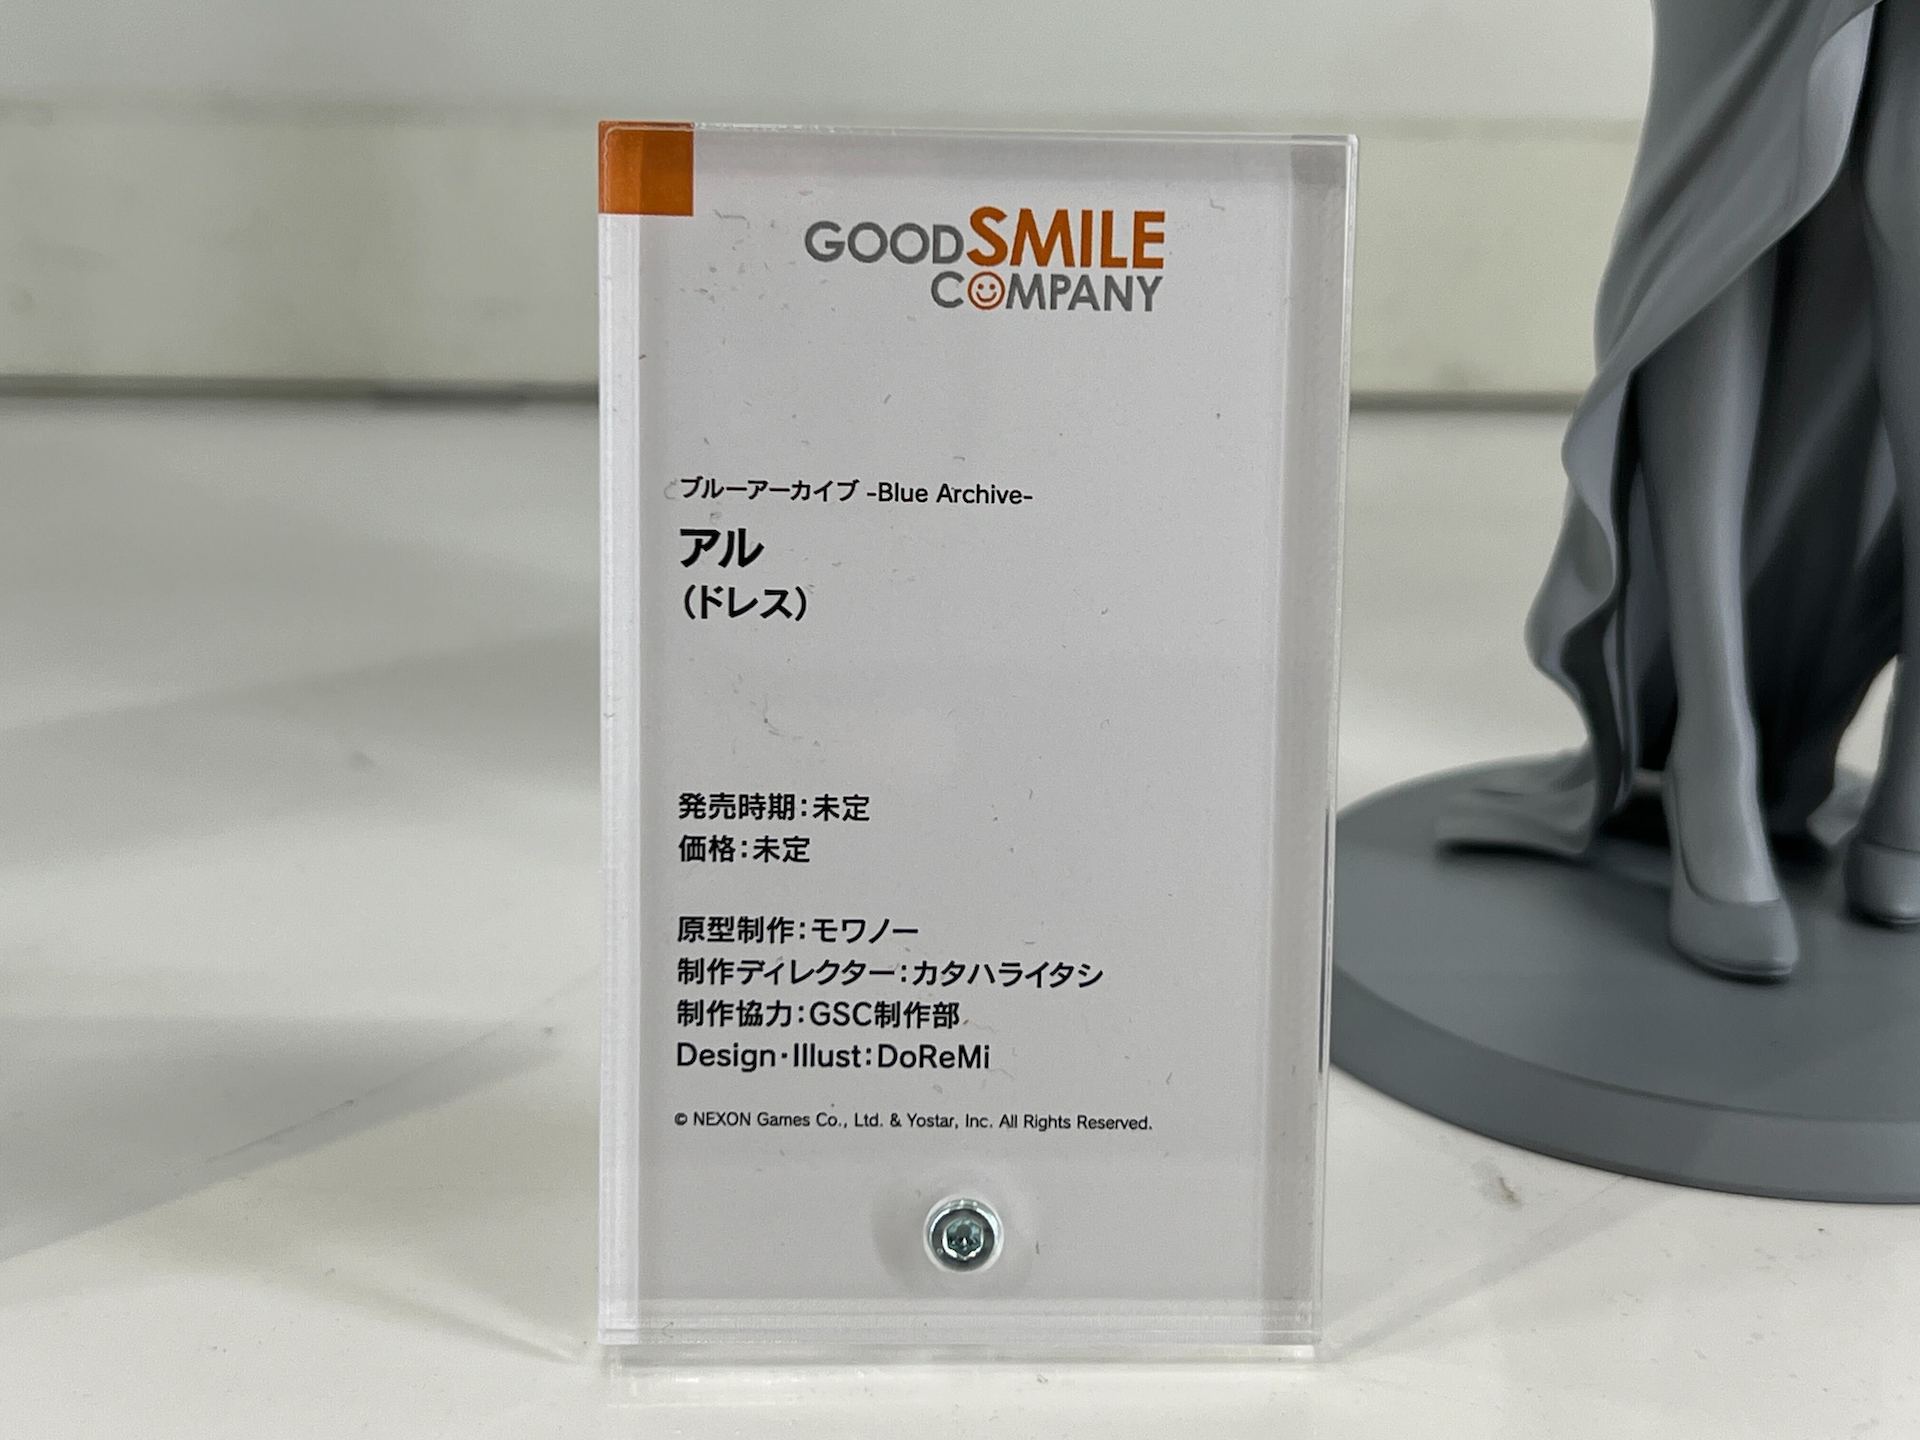 GOODSMILE
COMPANY
ブルーアーカイブ -Blue Archive-
アル
（ドレス）
発売時期：未定
価格：未定
原型制作：モワノー
制作ディレクター：カタハライタシ
制作協力：GSC制作部
Design・Illust：DoReMi
© NEXON Games Co., Ltd. & Yostar, Inc. All Rights Reserved.